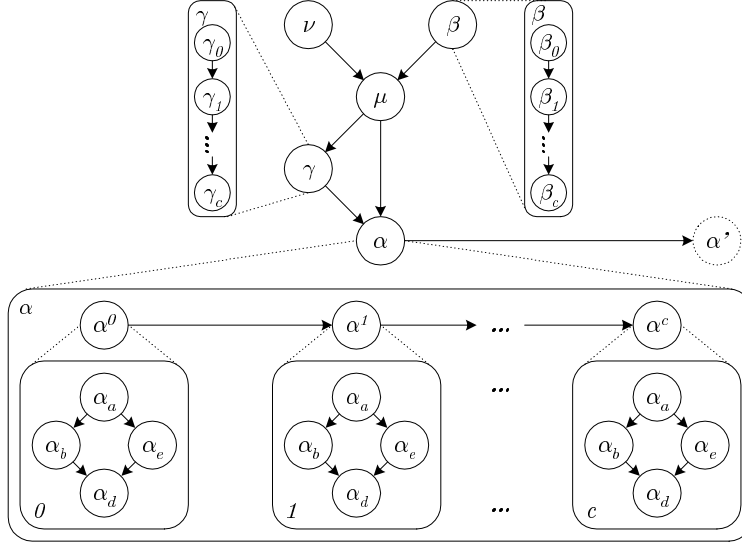 γ ν β β
γ0 β0
γ1 μ β1
... ...
γ
γc βc
α α’
α
α0 α1 ... αc
...
αa αa αa
αb αe αb αe αb αe
αd αd αd
0 1 ... c